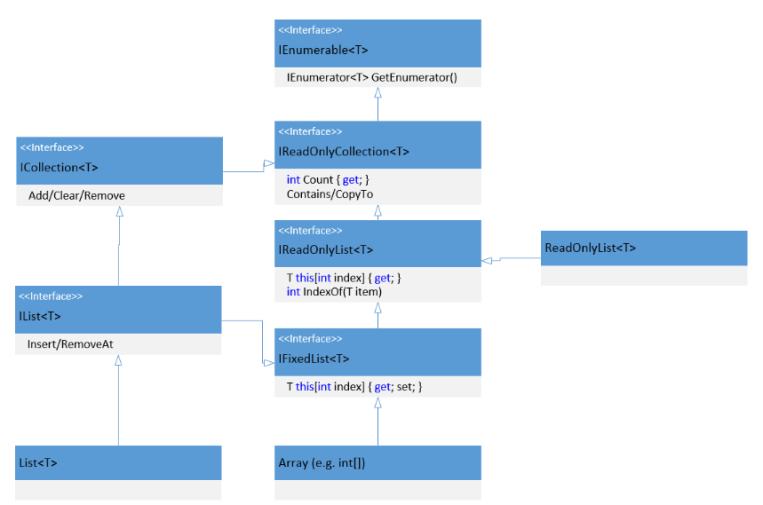 <<Interface>>
IEnumerable<T>
IEnumerator<T> GetEnumerator()
<<Interface>>
ICollection<T>
Add/Clear/Remove
<<Interface>>
IReadOnlyCollection<T>
int Count { get; }
Contains/CopyTo
<<Interface>>
IReadOnlyList<T>
T this[int index] { get; }
int IndexOf(T item)
ReadOnlyList<T>
<<Interface>>
IList<T>
Insert/RemoveAt
<<Interface>>
IFixedList<T>
T this[int index] { get; set; }
List<T>
Array (e.g. int[])